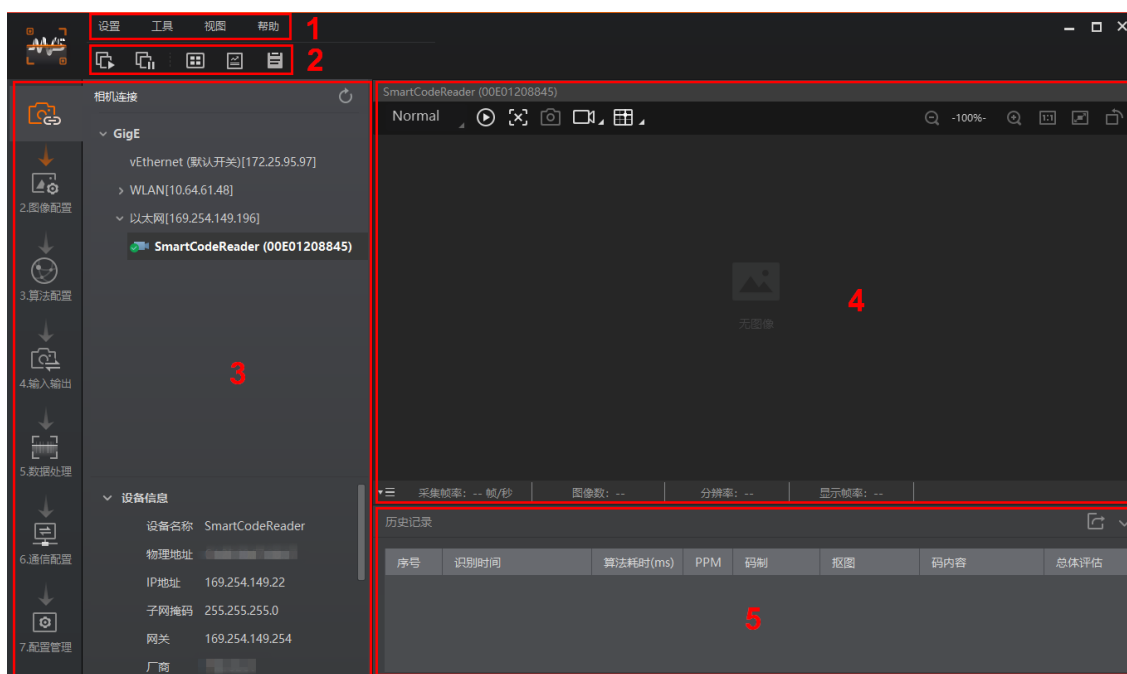 设置 工具 视图 帮助 1
2
相机连接
GigE
vEthernet (默认开关)[172.25.95.97]
WLAN[10.64.61.48]
以太网[169.254.149.196]
SmartCodeReader (00E01208845)
2.图像配置
3.算法配置
4.输入输出
5.数据处理
6.通信配置
7.配置管理
3
设备信息
设备名称 SmartCodeReader
物理地址
IP地址 169.254.149.22
子网掩码 255.255.255.0
网关 169.254.149.254
厂商
SmartCodeReader (00E01208845)
Normal -100%- 1:1
无图像
4
采集帧率: -- 帧/秒 图像数: -- 分辨率: -- 显示帧率: --
历史记录
序号 识别时间 算法耗时(ms) PPM 码制 抠图 码内容 总体评估
5